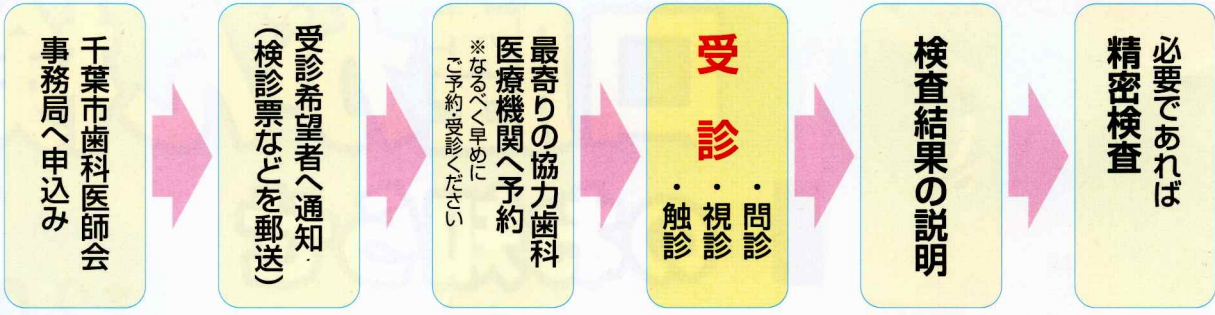 千葉市歯科医師会
事務局へ申込み
受診希望者へ通知
(検診票などを郵送)
最寄りの協力歯科
医療機関へ予約
※なるべく早めに
ご予約・受診ください
受診
・問診
・視診
・触診
検査結果の説明
必要であれば
精密検査